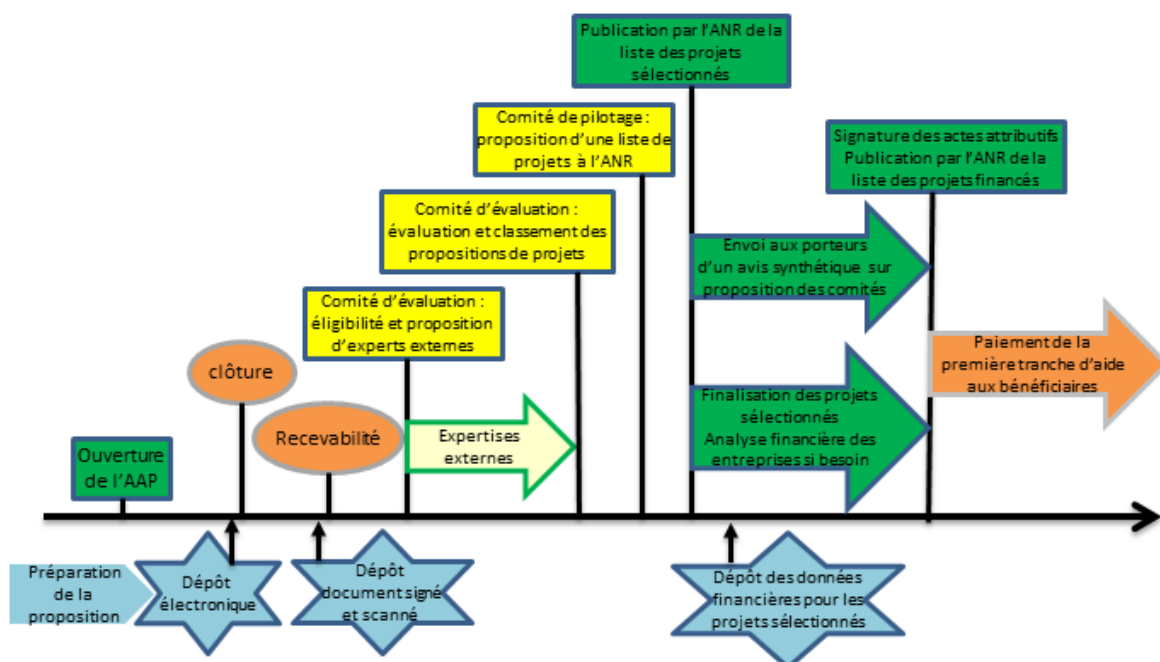 Publication par l'ANR de la
liste des projets
sélectionnés
Comité de pilotage :
proposition d'une liste de
projets à l'ANR
Signature des actes attributifs
Publication par l'ANR de la
liste des projets financés
Comité d'évaluation :
évaluation et classement des
propositions de projets
Envoi aux porteurs
d'un avis synthétique sur
proposition des comités
Comité d'évaluation :
éligibilité et proposition
d'experts externes
clôture
Paiement de la
première tranche d'aide
aux bénéficiaires
Recevabilité
Expertises
externes
Finalisation des projets
sélectionnés
Analyse financière des
entreprises si besoin
Ouverture
de l'AAP
Préparation
de la
proposition
Dépôt
électronique
Dépôt
document signé
et scanné
Dépôt des données
financières pour les
projets sélectionnés